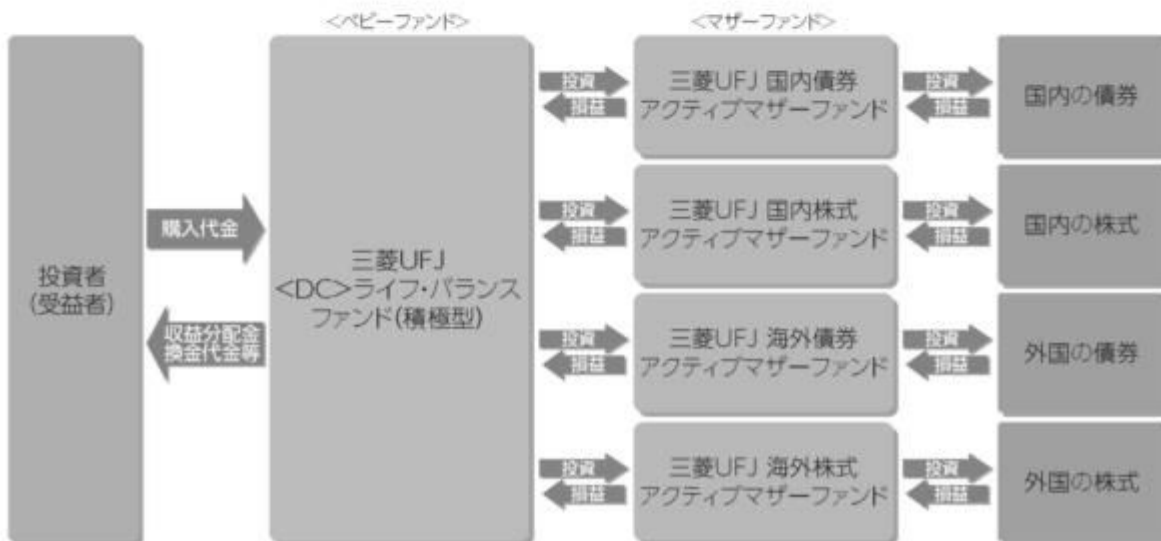 <ベビーファンド>
<マザーファンド>
投資者
(受益者)
購入代金
収益分配金
換金代金等
三菱UFJ
<DC>ライフ・バランス
ファンド(積極型)
投資
損益
三菱UFJ 国内債券
アクティブマザーファンド
投資
損益
国内の債券
投資
損益
三菱UFJ 国内株式
アクティブマザーファンド
投資
損益
国内の株式
投資
損益
三菱UFJ 海外債券
アクティブマザーファンド
投資
損益
外国の債券
投資
損益
三菱UFJ 海外株式
アクティブマザーファンド
投資
損益
外国の株式